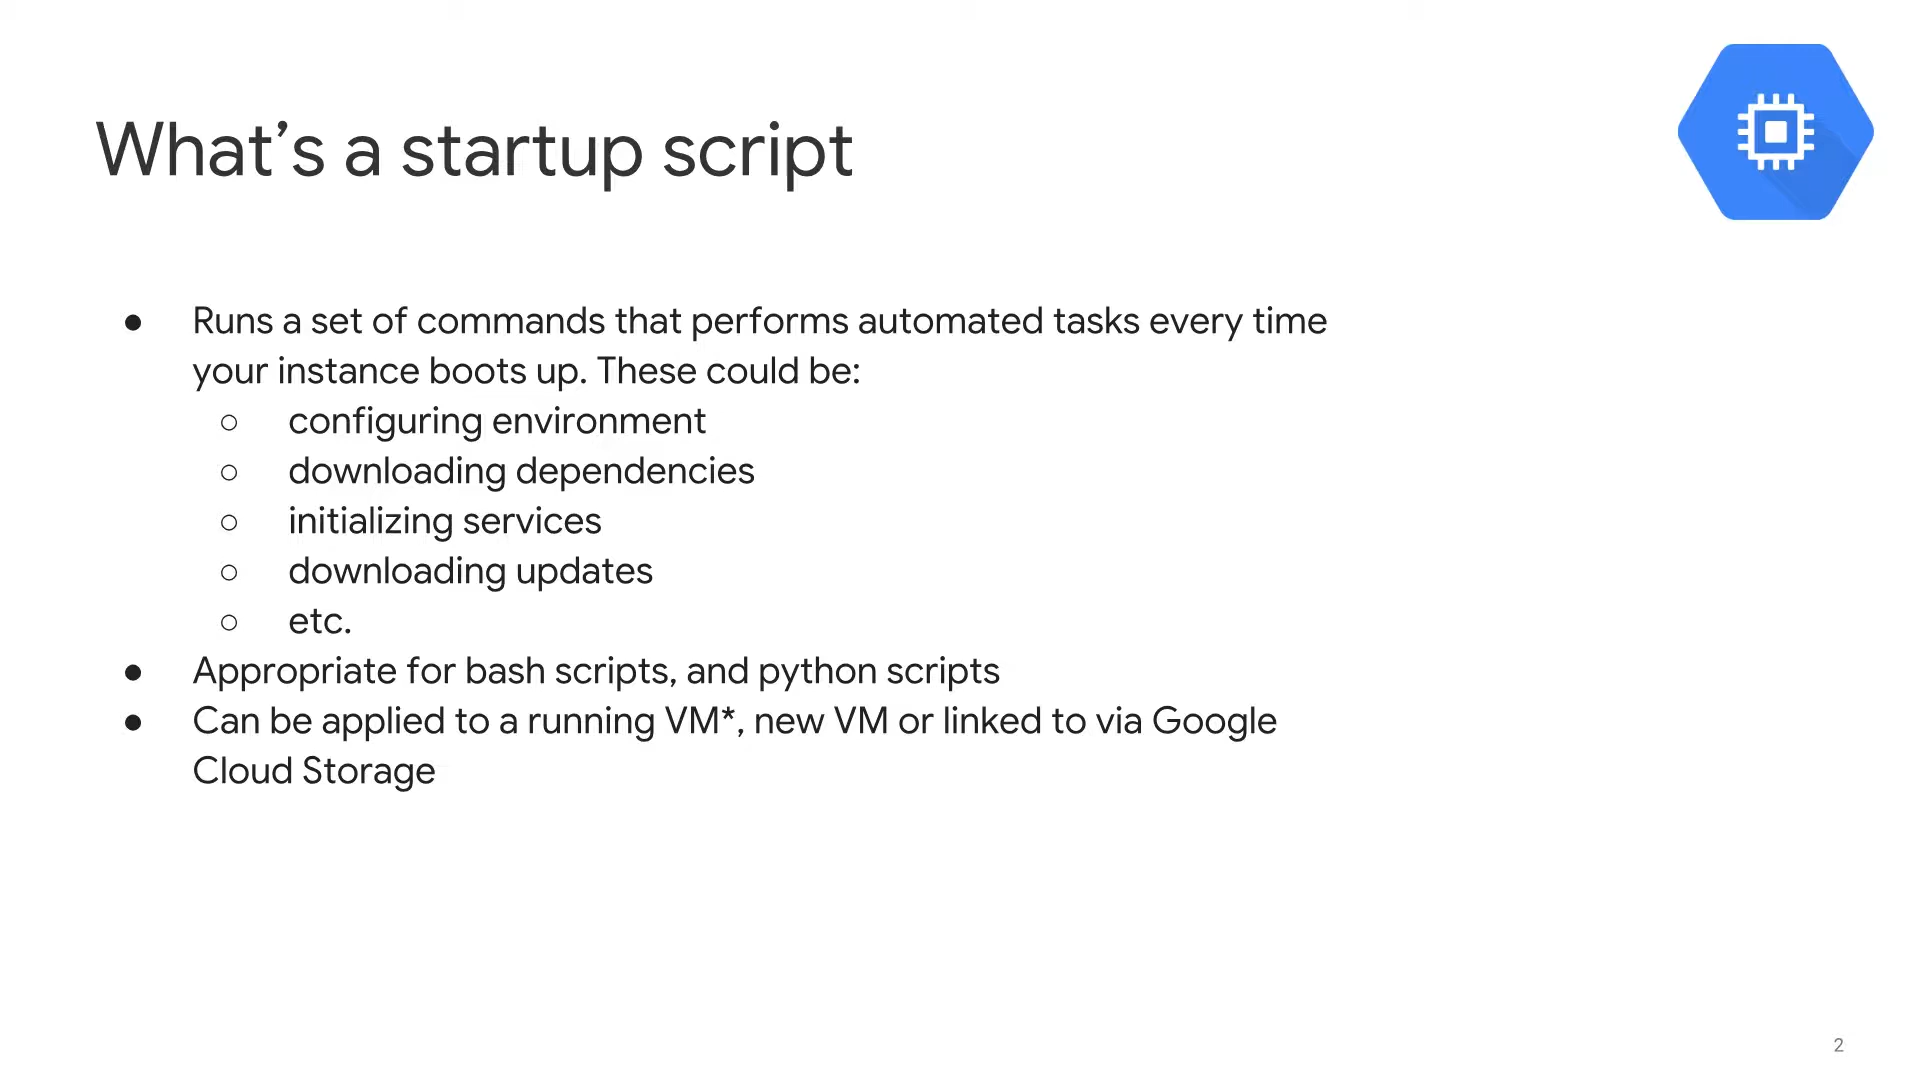 What’s a startup script
● Runs a set of commands that performs automated tasks every time
your instance boots up. These could be:
○ configuring environment
○ downloading dependencies
○ initializing services
○ downloading updates
○ etc.
● Appropriate for bash scripts, and python scripts
● Can be applied to a running VM*, new VM or linked to via Google
Cloud Storage
2